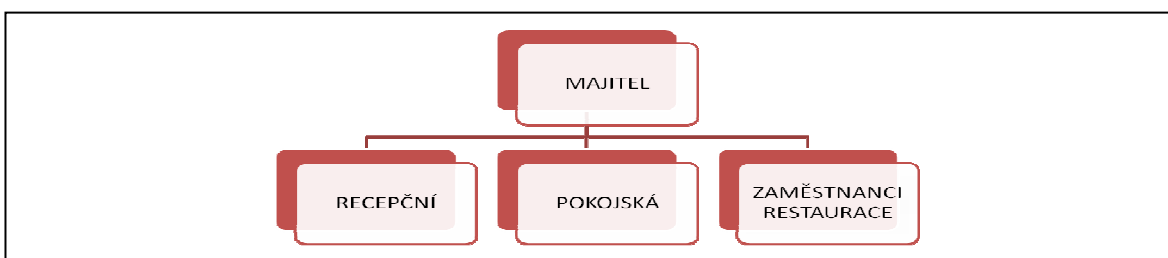 MAJITEL
RECEPČNÍ
POKOJSKÁ
ZAMĚSTNANCI
RESTAURACE